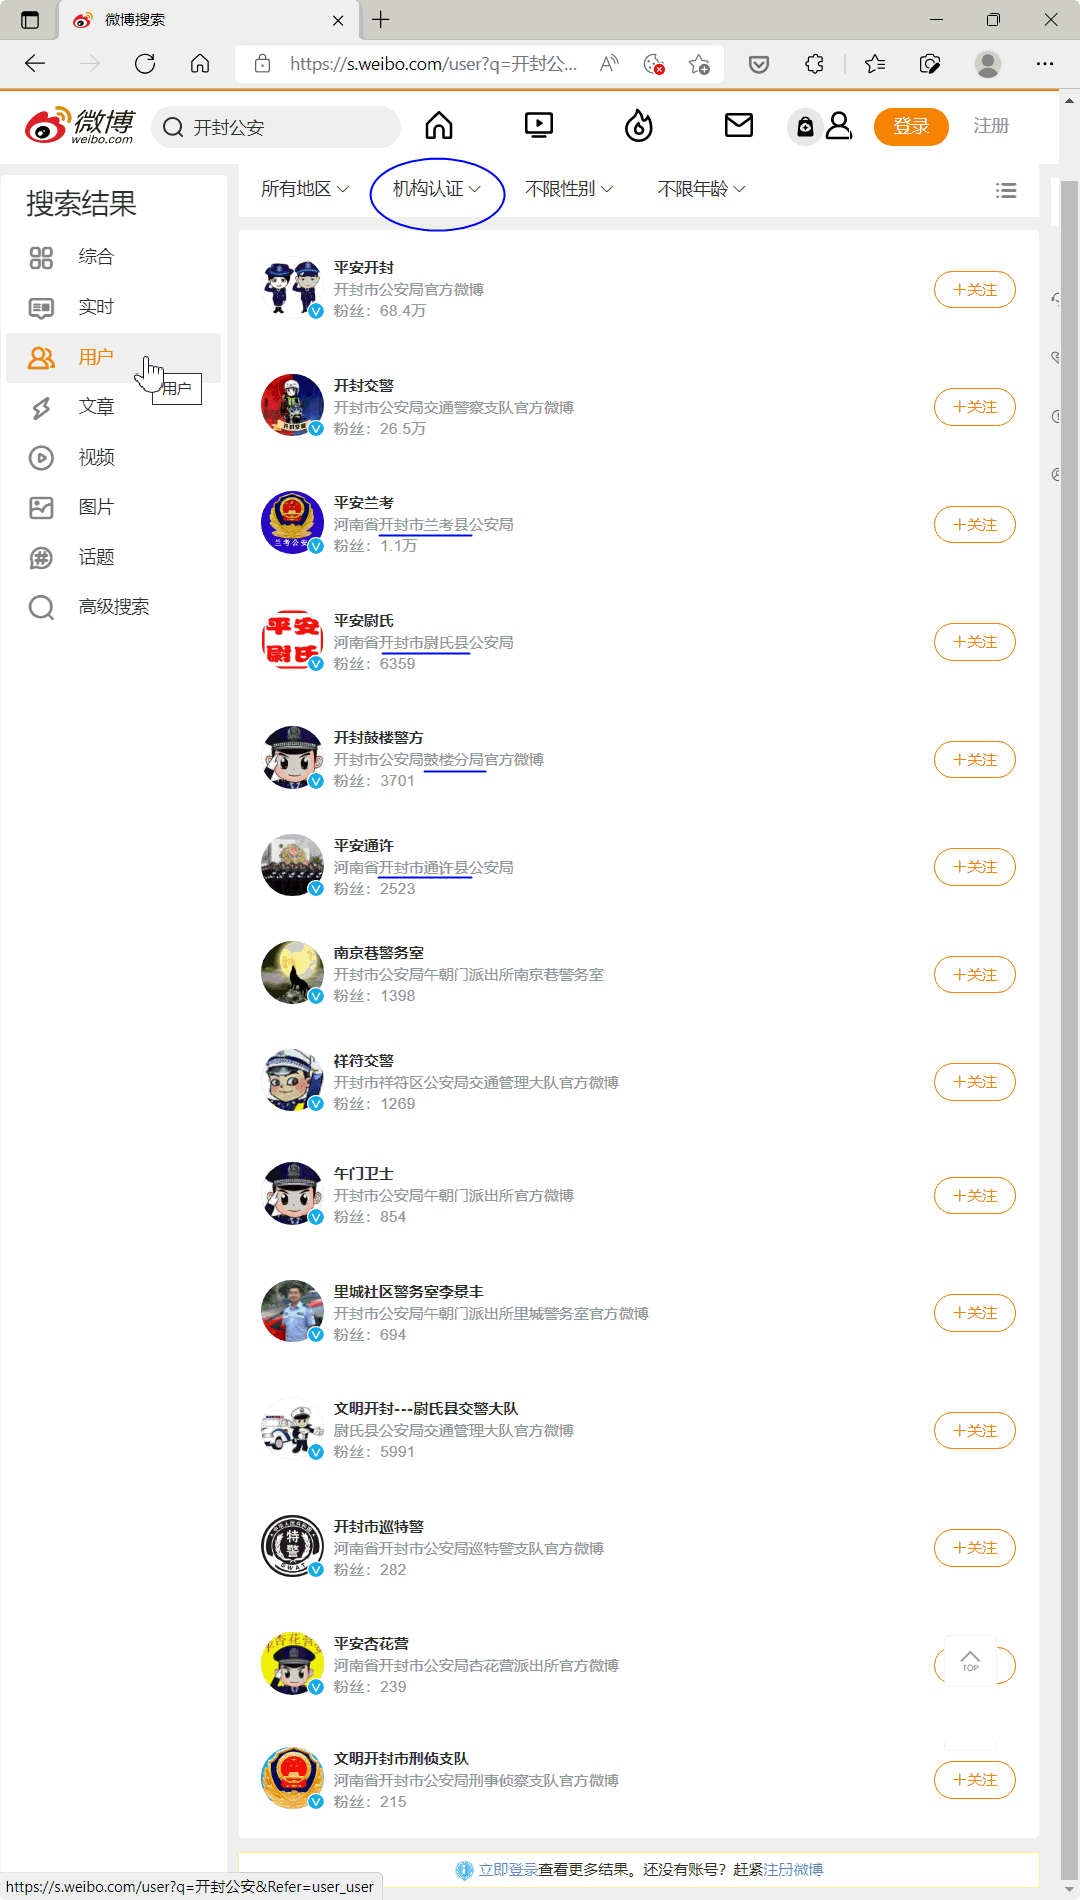 微博搜索
https://s.weibo.com/user?q=开封公...
微博
weibo.com
开封公安
登录
注册
搜索结果
综合
实时
用户
用户
文章
视频
图片
话题
高级搜索
所有地区
机构认证
不限性别
不限年龄
平安开封
开封市公安局官方微博
粉丝：68.4万
+关注
开封交警
开封市公安局交通警察支队官方微博
粉丝：26.5万
+关注
平安兰考
河南省开封市兰考县公安局
粉丝：1.1万
+关注
兰考公安
平安尉氏
河南省开封市尉氏县公安局
粉丝：6359
+关注
平安
尉氏
开封鼓楼警方
开封市公安局鼓楼分局官方微博
粉丝：3701
+关注
平安通许
河南省开封市通许县公安局
粉丝：2523
+关注
南京巷警务室
开封市公安局午朝门派出所南京巷警务室
粉丝：1398
+关注
祥符交警
开封市祥符区公安局交通管理大队官方微博
粉丝：1269
+关注
午门卫士
开封市公安局午朝门派出所官方微博
粉丝：854
+关注
里城社区警务室李景丰
开封市公安局午朝门派出所里城警务室官方微博
粉丝：694
+关注
文明开封---尉氏县交警大队
尉氏县公安局交通管理大队官方微博
粉丝：5991
+关注
开封市巡特警
河南省开封市公安局巡特警支队官方微博
粉丝：282
+关注
特
警
平安杏花营
河南省开封市公安局杏花营派出所官方微博
粉丝：239
TOP
文明开封市刑侦支队
河南省开封市公安局刑事侦察支队官方微博
粉丝：215
+关注
立即登录查看更多结果。还没有账号？赶紧注册微博
https://s.weibo.com/user?q=开封公安&Refer=user_user